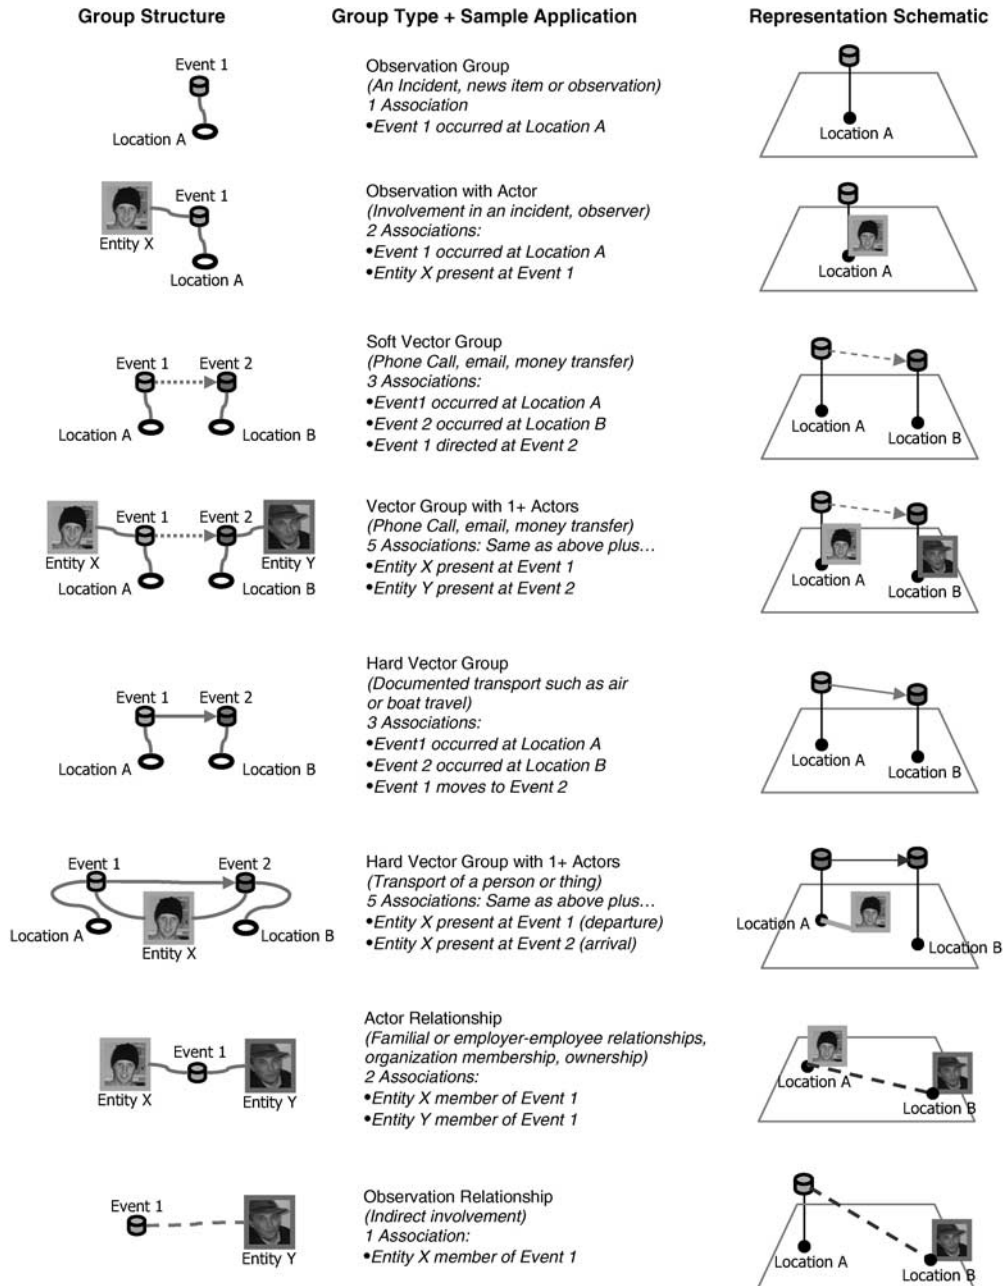 Group Structure
Group Type + Sample Application
Representation Schematic
Event 1
Location A
Observation Group
(An Incident, news item or observation)
1 Association
•Event 1 occurred at Location A
Location A
Entity X
Event 1
Location A
Observation with Actor
(Involvement in an incident, observer)
2 Associations:
•Event 1 occurred at Location A
•Entity X present at Event 1
Location A
Event 1
Event 2
Location A
Location B
Soft Vector Group
(Phone Call, email, money transfer)
3 Associations:
•Event1 occurred at Location A
•Event 2 occurred at Location B
•Event 1 directed at Event 2
Location A
Location B
Event 1
Event 2
Entity X
Entity Y
Location A
Location B
Vector Group with 1+ Actors
(Phone Call, email, money transfer)
5 Associations: Same as above plus…
•Entity X present at Event 1
•Entity Y present at Event 2
Location A
Location B
Event 1
Event 2
Location A
Location B
Hard Vector Group
(Documented transport such as air
or boat travel)
3 Associations:
•Event1 occurred at Location A
•Event 2 occurred at Location B
•Event 1 moves to Event 2
Location A
Location B
Event 1
Event 2
Location A
Location B
Entity X
Hard Vector Group with 1+ Actors
(Transport of a person or thing)
5 Associations: Same as above plus…
•Entity X present at Event 1 (departure)
•Entity X present at Event 2 (arrival)
Location A
Location B
Event 1
Entity X
Entity Y
Actor Relationship
(Familial or employer-employee relationships,
organization membership, ownership)
2 Associations:
•Entity X member of Event 1
•Entity Y member of Event 1
Location A
Location B
Event 1
Entity Y
Observation Relationship
(Indirect involvement)
1 Association:
•Entity X member of Event 1
Location A
Location B